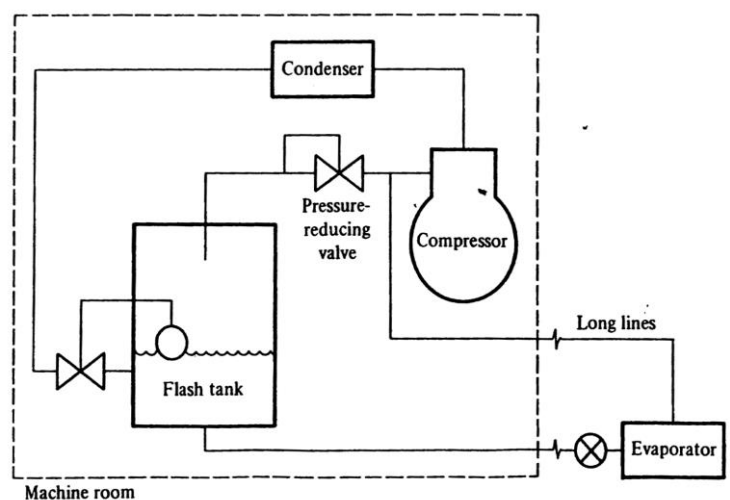 Condenser
Pressure-
reducing
valve
Compressor
Long lines
Flash tank
Evaporator
Machine room